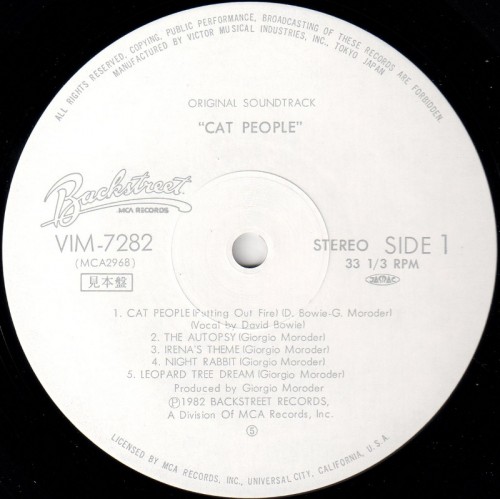 ALL RIGHTS RESERVED. COPYING, PUBLIC PERFORMANCE, BROADCASTING OF THESE RECORDS ARE FORBIDDEN.
MANUFACTURED BY VICTOR MUSICAL INDUSTRIES, INC., TOKYO JAPAN
ORIGINAL SOUNDTRACK
"CAT PEOPLE"
Backstreet
MCA RECORDS
VIM-7282
(MCA2968)
見本盤
STEREO SIDE 1
33 1/3 RPM
1. CAT PEOPLE(Putting Out Fire)(D. Bowie-G. Moroder)
(Vocal by David Bowie)
2. THE AUTOPSY(Giorgio Moroder)
3. IRENA'S THEME(Giorgio Moroder)
4. NIGHT RABBIT(Giorgio Moroder)
5. LEOPARD TREE DREAM(Giorgio Moroder)
Produced by Giorgio Moroder
Ⓟ1982 BACKSTREET RECORDS,
A Division Of MCA Records, Inc.
⑤
LICENSED BY MCA RECORDS, INC., UNIVERSAL CITY, CALIFORNIA, U.S.A.